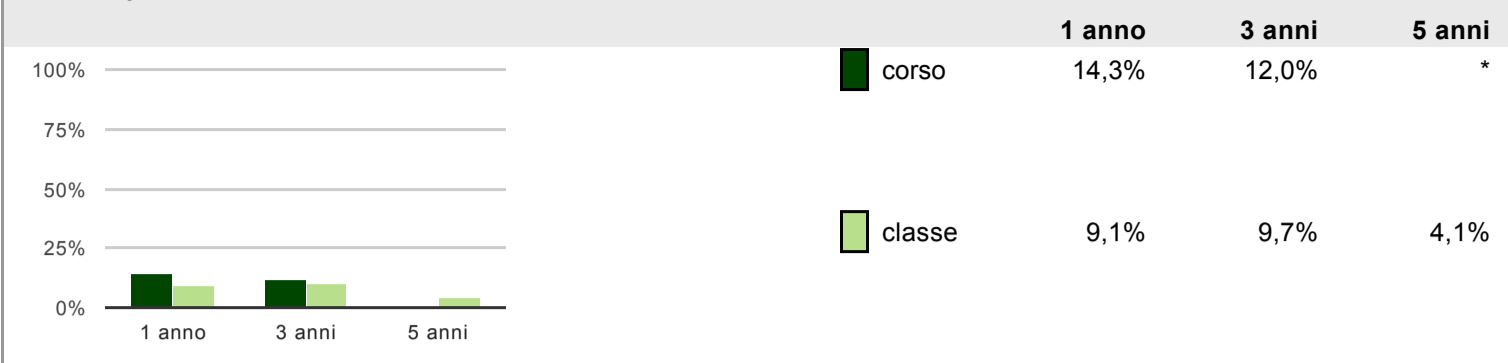 1 anno 3 anni 5 anni
100%
75%
50%
25%
0%
1 anno 3 anni 5 anni
corso 14,3% 12,0% *
classe 9,1% 9,7% 4,1%